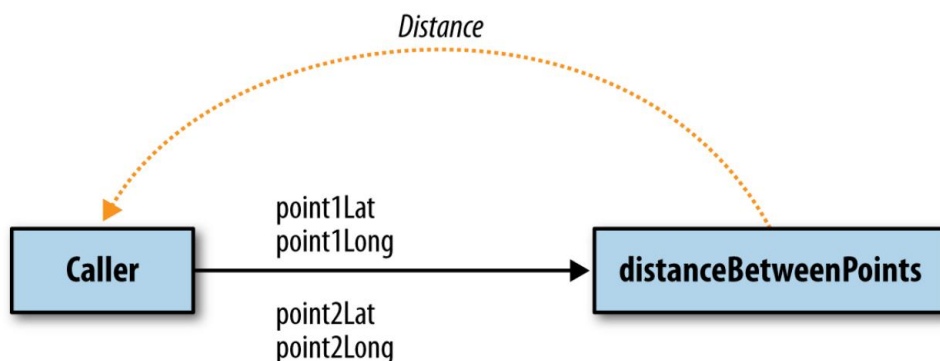 Distance
point1Lat
point1Long
Caller
distanceBetweenPoints
point2Lat
point2Long